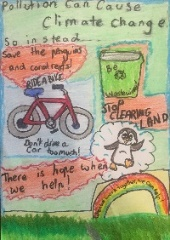 Pollution Can Cause
Climate change
So instead...
Save the penguins
and coral reefs!
RIDE A BIKE
Be
STOP
CLEARING
LAND
Don't drive a
Car too much!
There is hope when
we help!